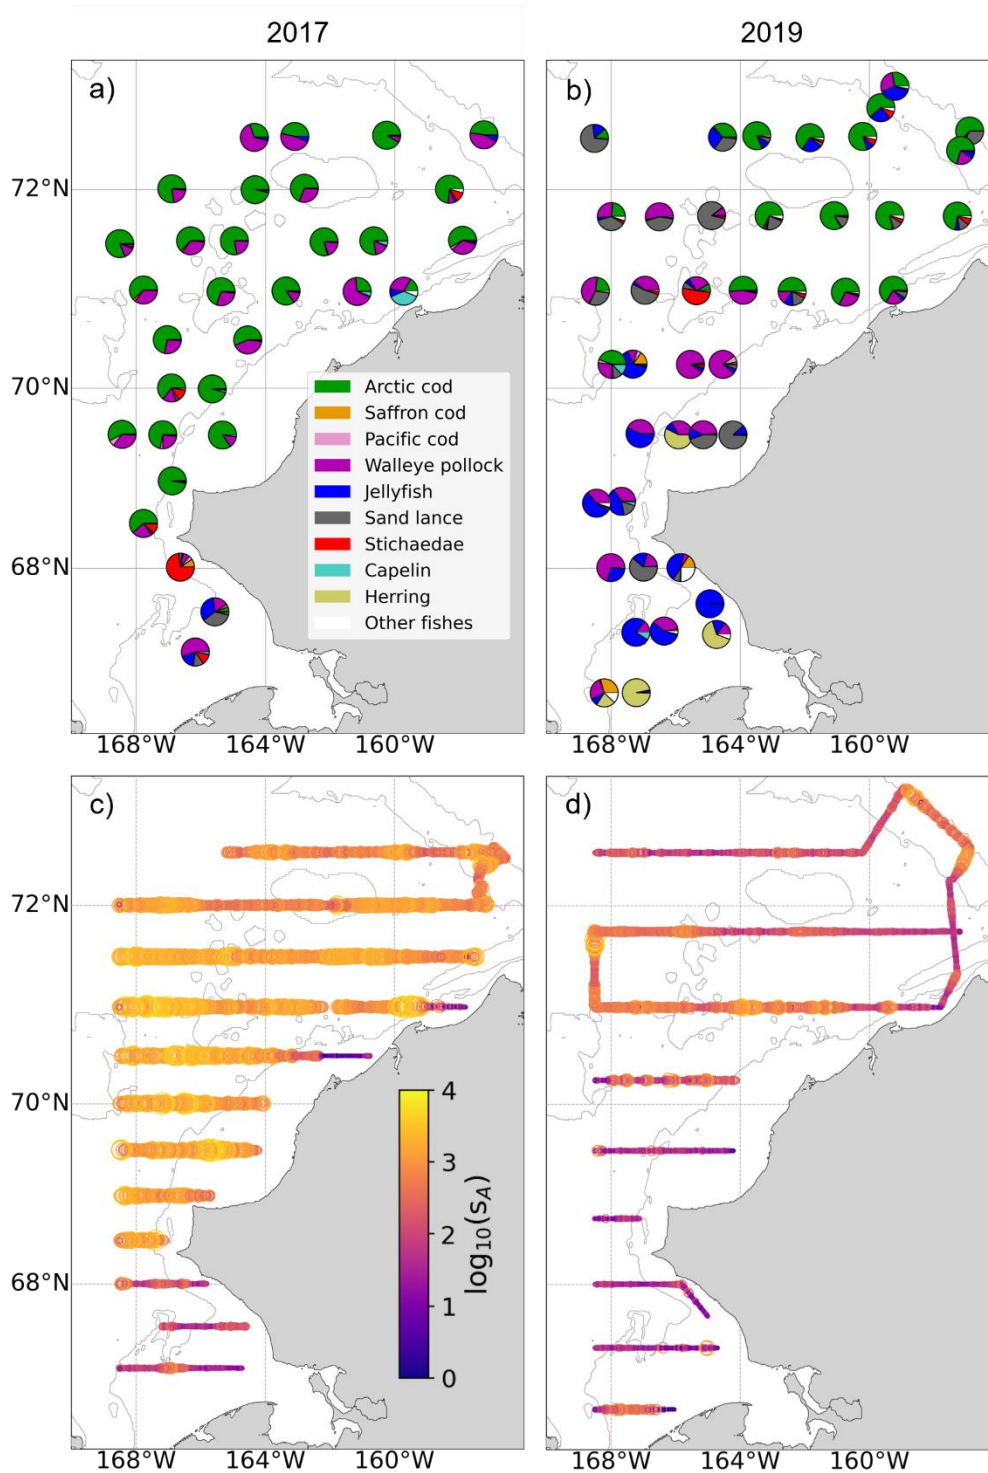 2017 2019
a) b)
72°N
70°N
68°N
Arctic cod
Saffron cod
Pacific cod
Walleye pollock
Jellyfish
Sand lance
Stichaedae
Capelin
Herring
Other fishes
168°W 164°W 160°W 168°W 164°W 160°W
c) d)
72°N
70°N
68°N
4
3
2
1
0
log10(sA)
168°W 164°W 160°W 168°W 164°W 160°W